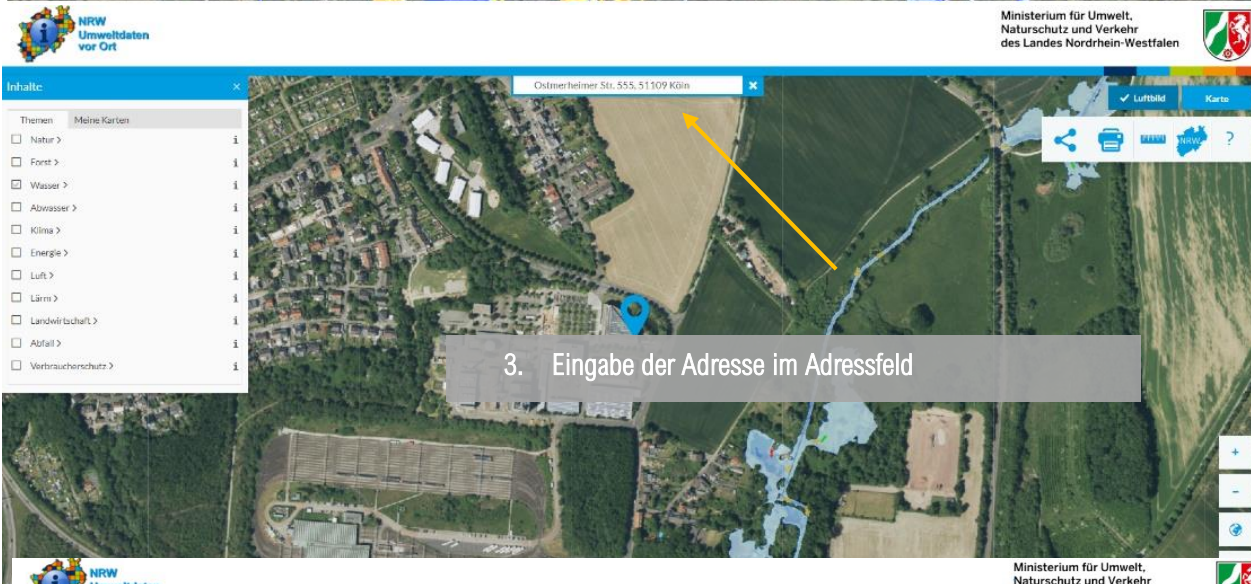 NRW
Umweltdaten
vor Ort
Ministerium für Umwelt,
Naturschutz und Verkehr
des Landes Nordrhein-Westfalen
Inhalte ×
Ostmerheimer Str. 555, 51109 Köln ×
✓ Luftbild Karte
Themen Meine Karten
Natur > i
Forst > i
Wasser > i
Abwasser > i
Klima > i
Energie > i
Luft > i
Lärm > i
Landwirtschaft > i
Abfall > i
Verbraucherschutz > i
NRW ?
3. Eingabe der Adresse im Adressfeld
+
-
NRW
Ministerium für Umwelt,
Naturschutz und Verkehr